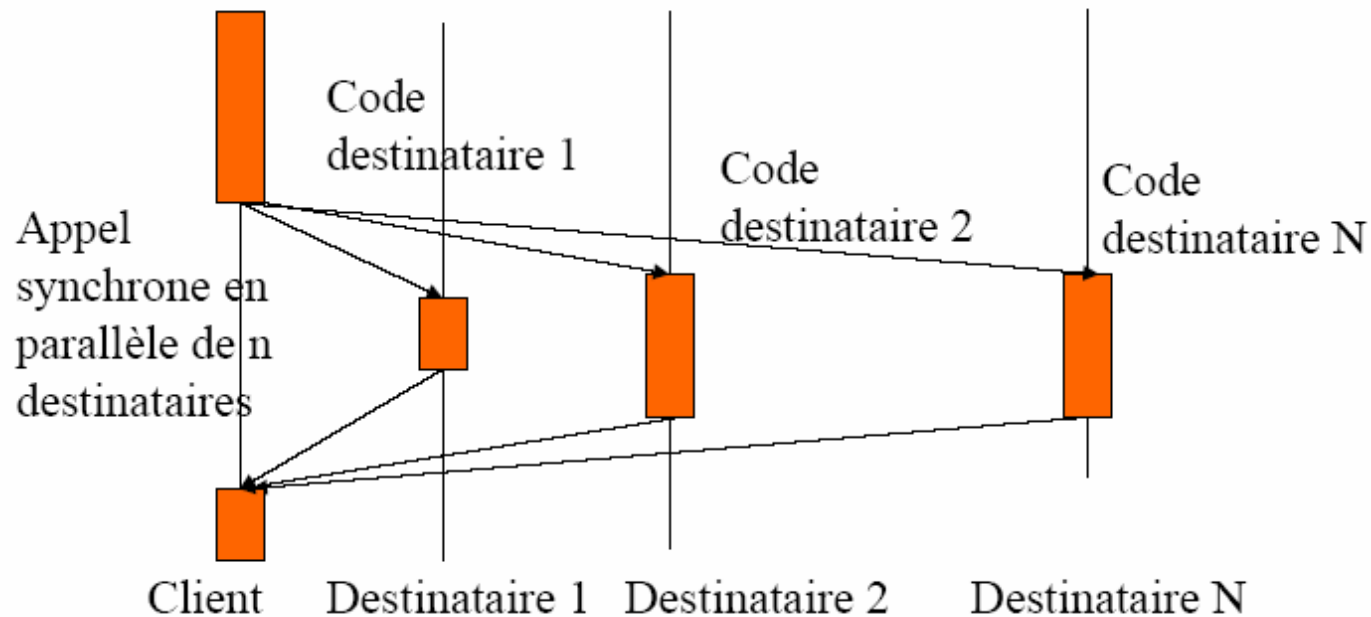 Code
destinataire 1
Code
destinataire 2
Code
destinataire N
Appel
synchrone en
parallèle de n
destinataires
Client
Destinataire 1
Destinataire 2
Destinataire N